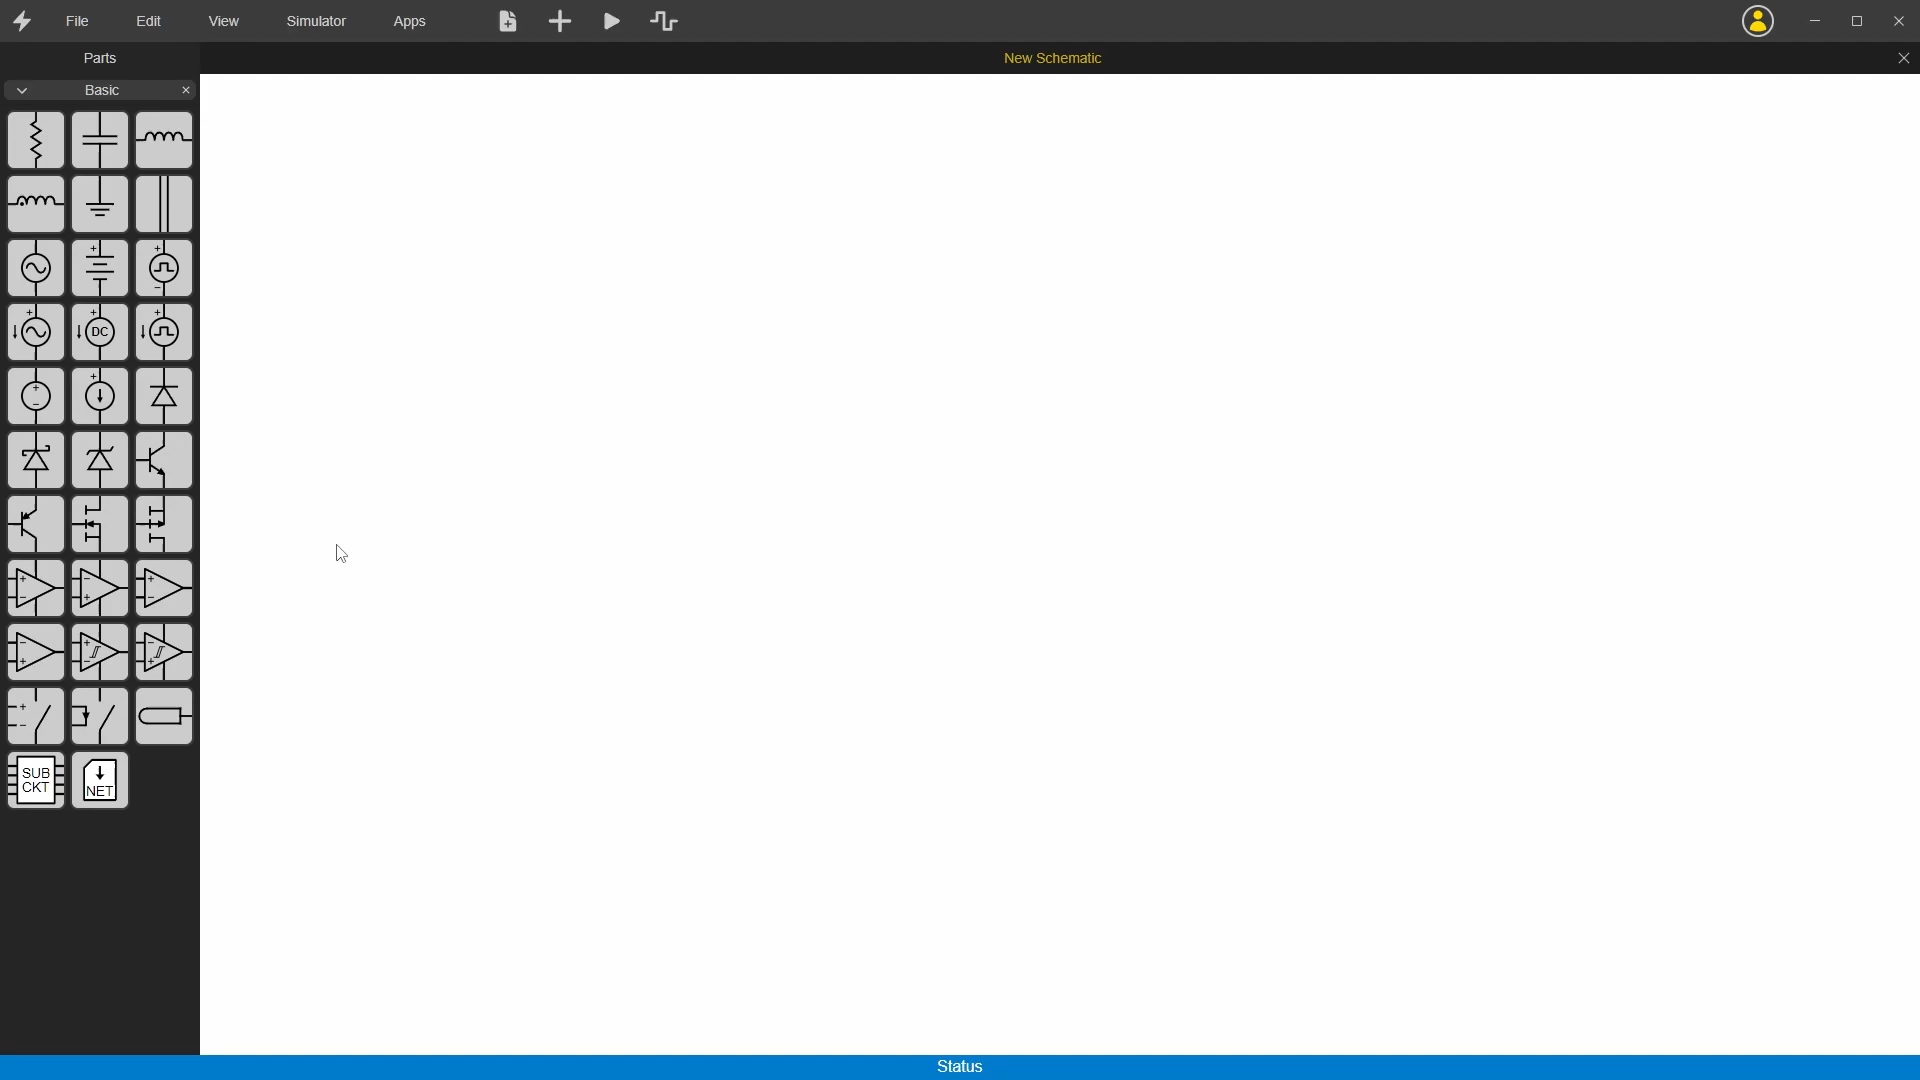 File Edit View Simulator Apps
Parts
New Schematic
Basic
DC
SUB
CKT
NET
Status